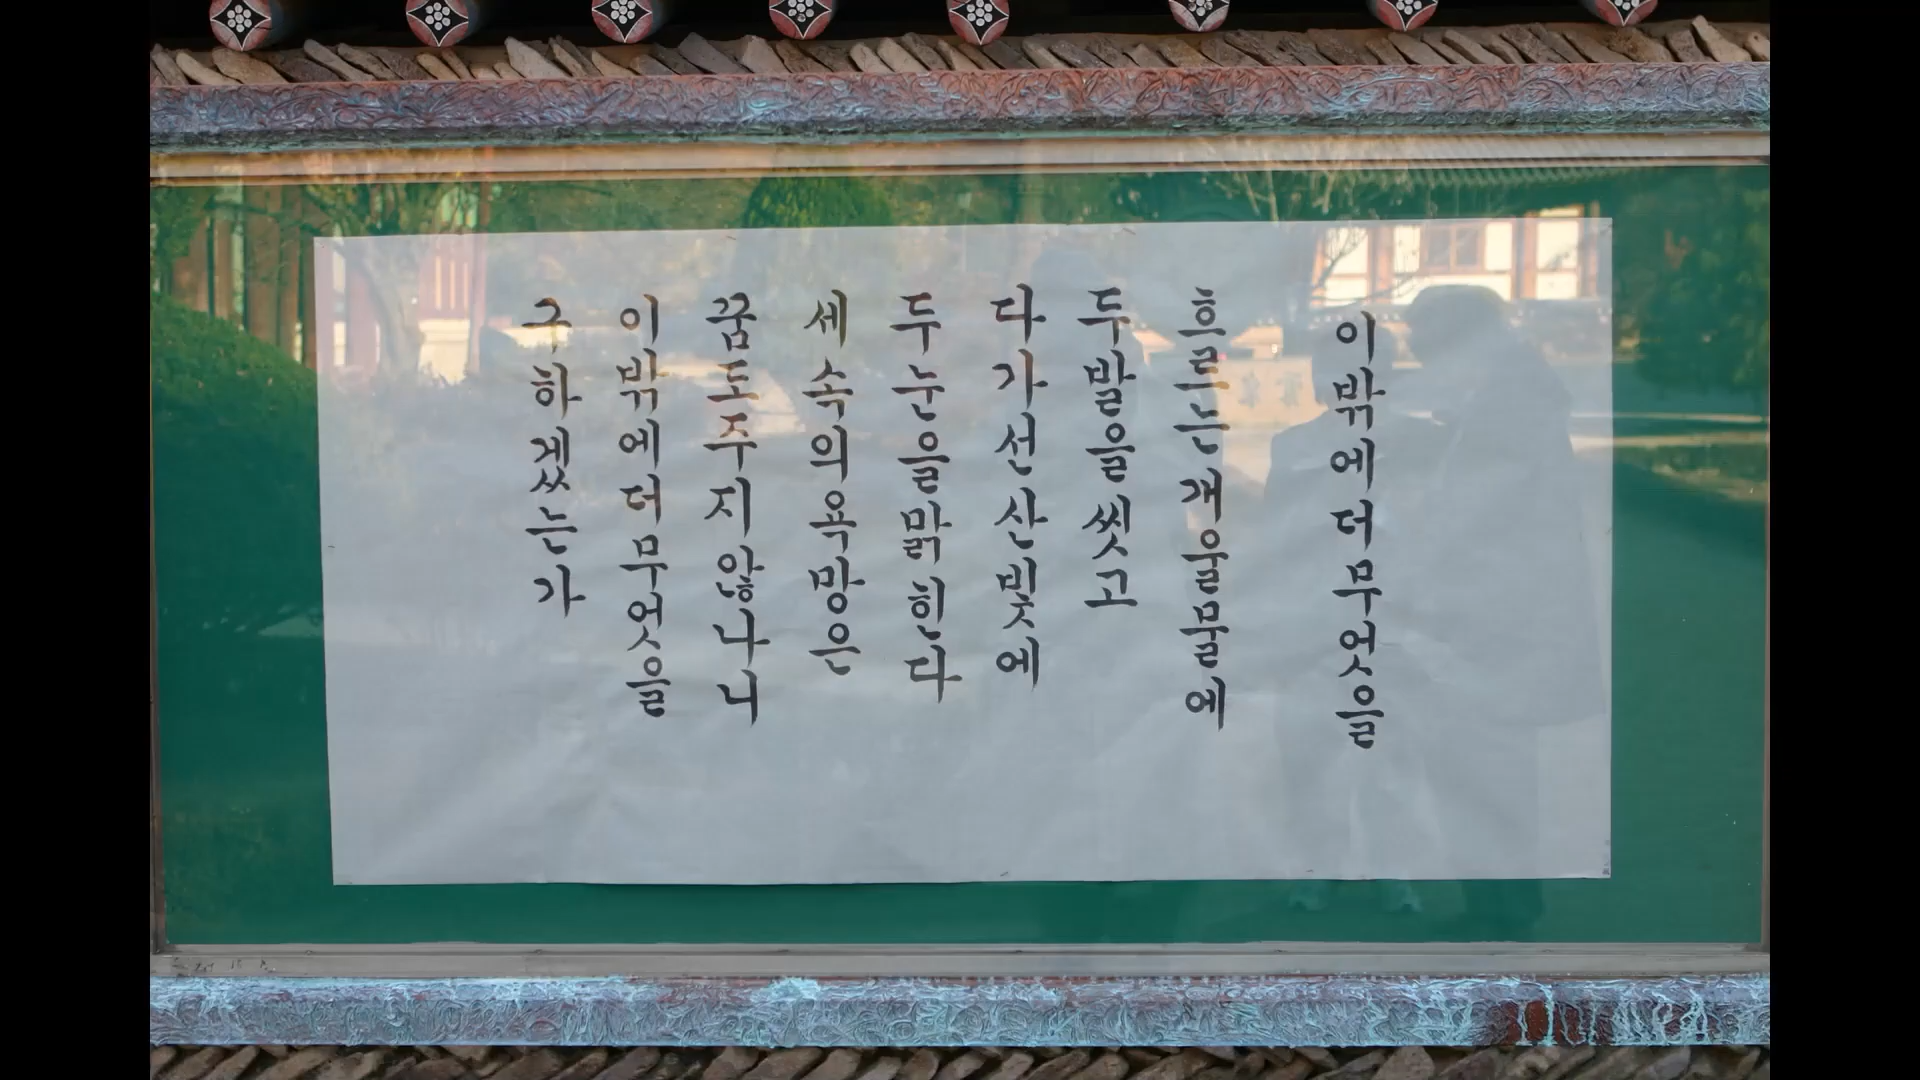 이밖에더무엇을
흐르는개울물에
두발을씻고
다가선산빛에
두눈을맑힌다
세속의욕망은
꿈도주지않나니
이밖에더무엇을
구하겠는가